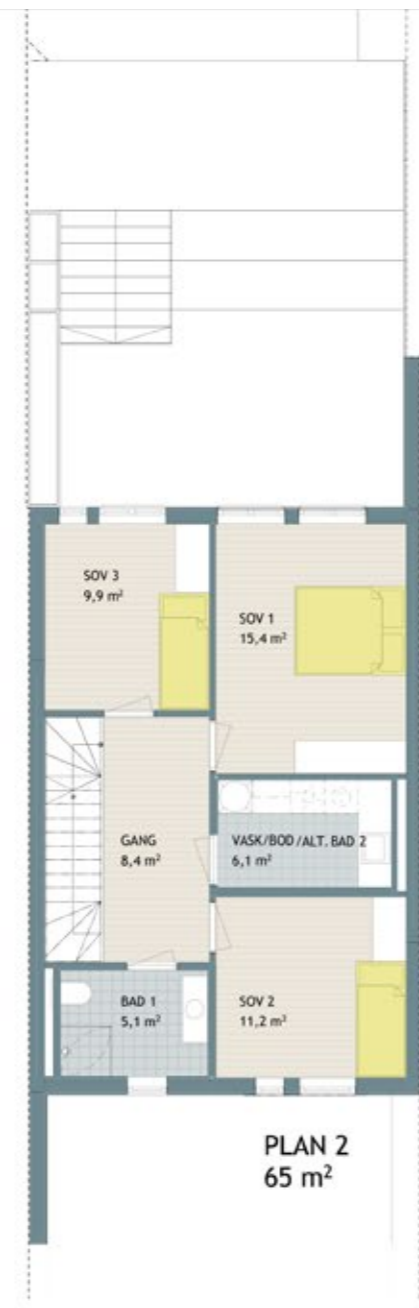 SOV 3
9,9 m²
SOV 1
15,4 m²
GANG
8,4 m²
VASK/BOD/ALT. BAD 2
6,1 m²
BAD 1
5,1 m²
SOV 2
11,2 m²
PLAN 2
65 m²